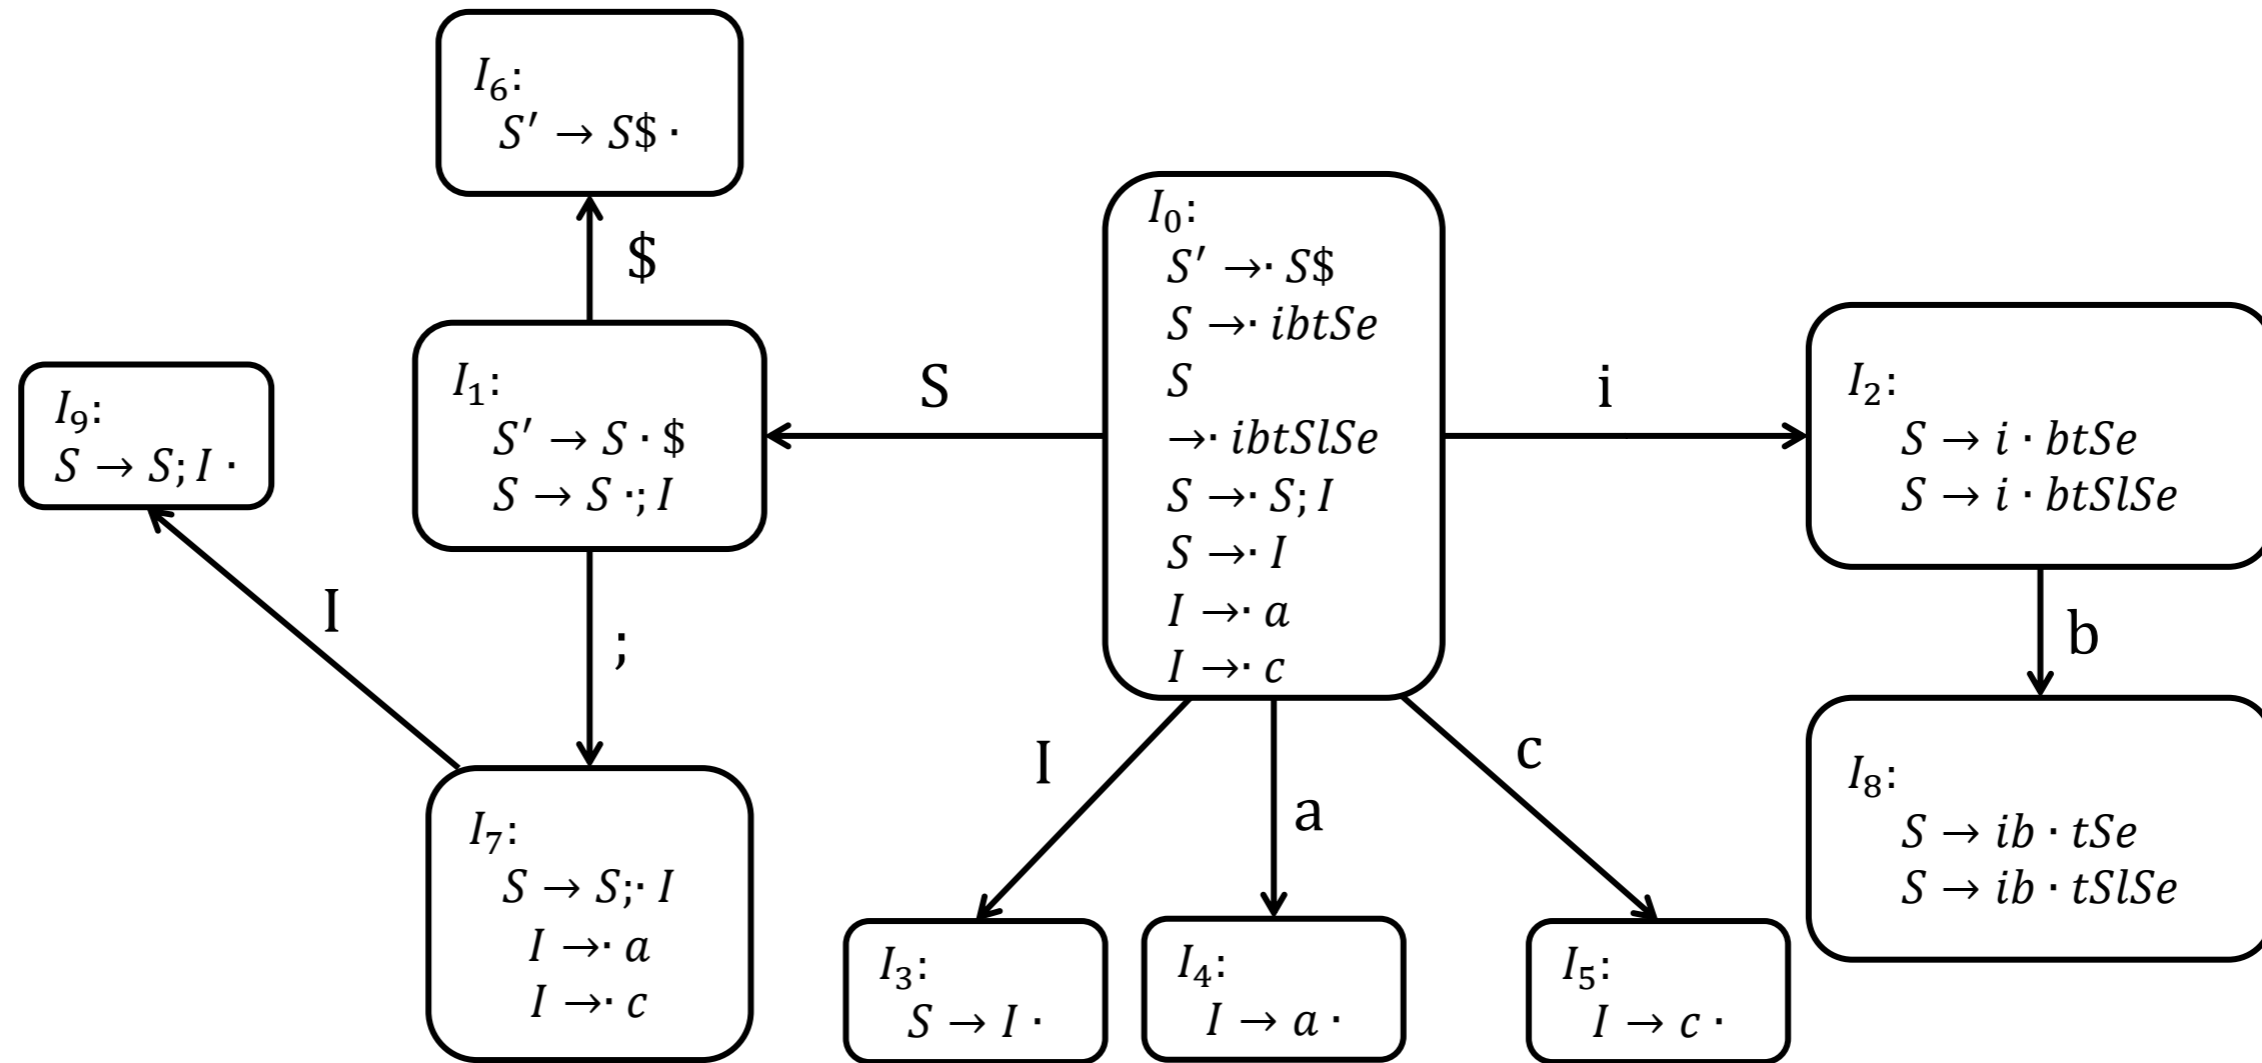 I₆:
S′ → S$ ·
$
I₀:
S′ →· S$
S →· ibtSe
S
→· ibtSlSe
S →· S; I
S →· I
I →· a
I →· c
S
i
I₁:
S′ → S · $
S → S ·; I
I₉:
S → S; I ·
I₂:
S → i · btSe
S → i · btSlSe
I
;
b
I₇:
S → S;· I
I →· a
I →· c
I
a
c
I₈:
S → ib · tSe
S → ib · tSlSe
I₃:
S → I ·
I₄:
I → a ·
I₅:
I → c ·